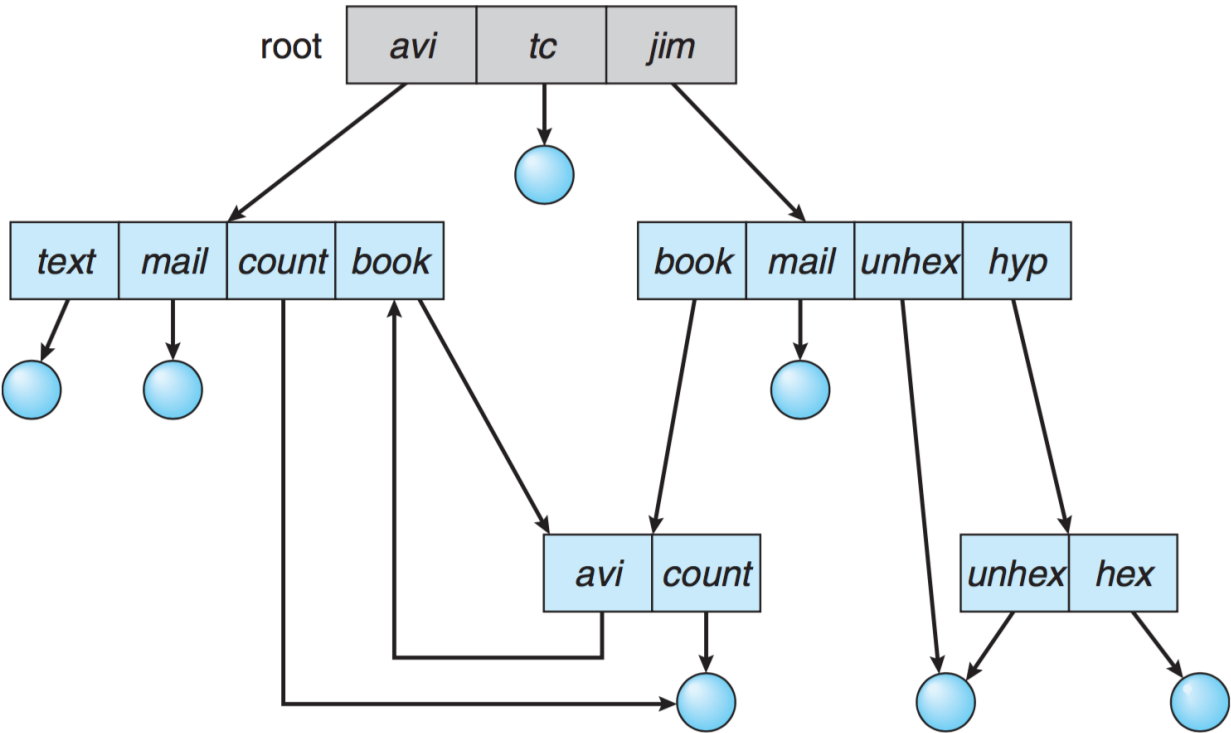 root avi tc jim
text mail count book book mail unhex hyp
avi count unhex hex